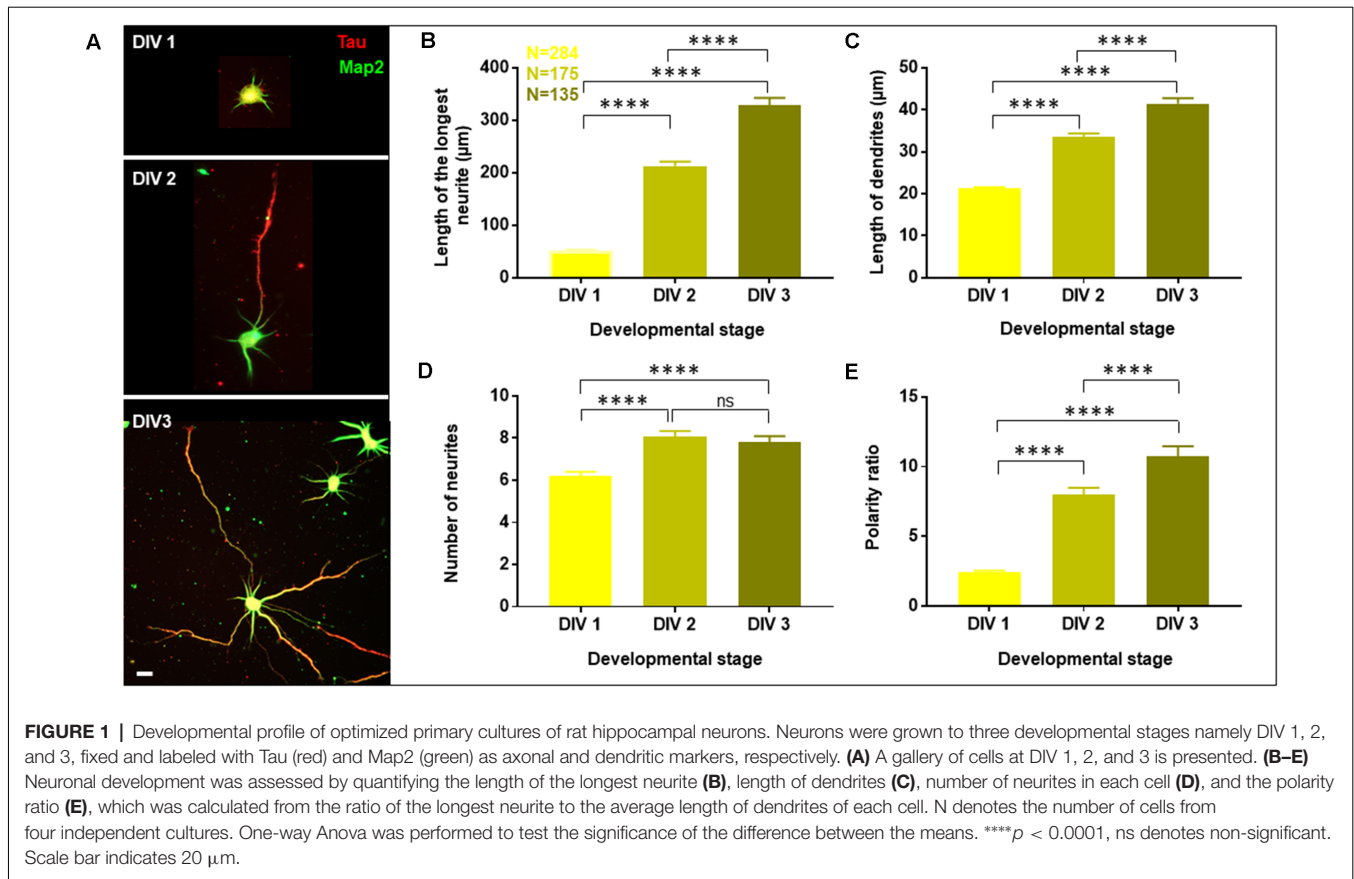 A
DIV 1
Tau
Map2
DIV 2
DIV3
B
N=284
N=175
N=135
****
****
****
Length of the longest
neurite (µm)
400
300
200
100
0
DIV 1 DIV 2 DIV 3
Developmental stage
C
****
****
****
Length of dendrites (µm)
50
40
30
20
10
0
DIV 1 DIV 2 DIV 3
Developmental stage
D
****
****
ns
Number of neurites
10
8
6
4
2
0
DIV 1 DIV 2 DIV 3
Developmental stage
E
****
****
****
Polarity ratio
15
10
5
0
DIV 1 DIV 2 DIV 3
Developmental stage
FIGURE 1 | Developmental profile of optimized primary cultures of rat hippocampal neurons. Neurons were grown to three developmental stages namely DIV 1, 2,
and 3, fixed and labeled with Tau (red) and Map2 (green) as axonal and dendritic markers, respectively. (A) A gallery of cells at DIV 1, 2, and 3 is presented. (B–E)
Neuronal development was assessed by quantifying the length of the longest neurite (B), length of dendrites (C), number of neurites in each cell (D), and the polarity
ratio (E), which was calculated from the ratio of the longest neurite to the average length of dendrites of each cell. N denotes the number of cells from
four independent cultures. One-way Anova was performed to test the significance of the difference between the means. ****p < 0.0001, ns denotes non-significant.
Scale bar indicates 20 µm.